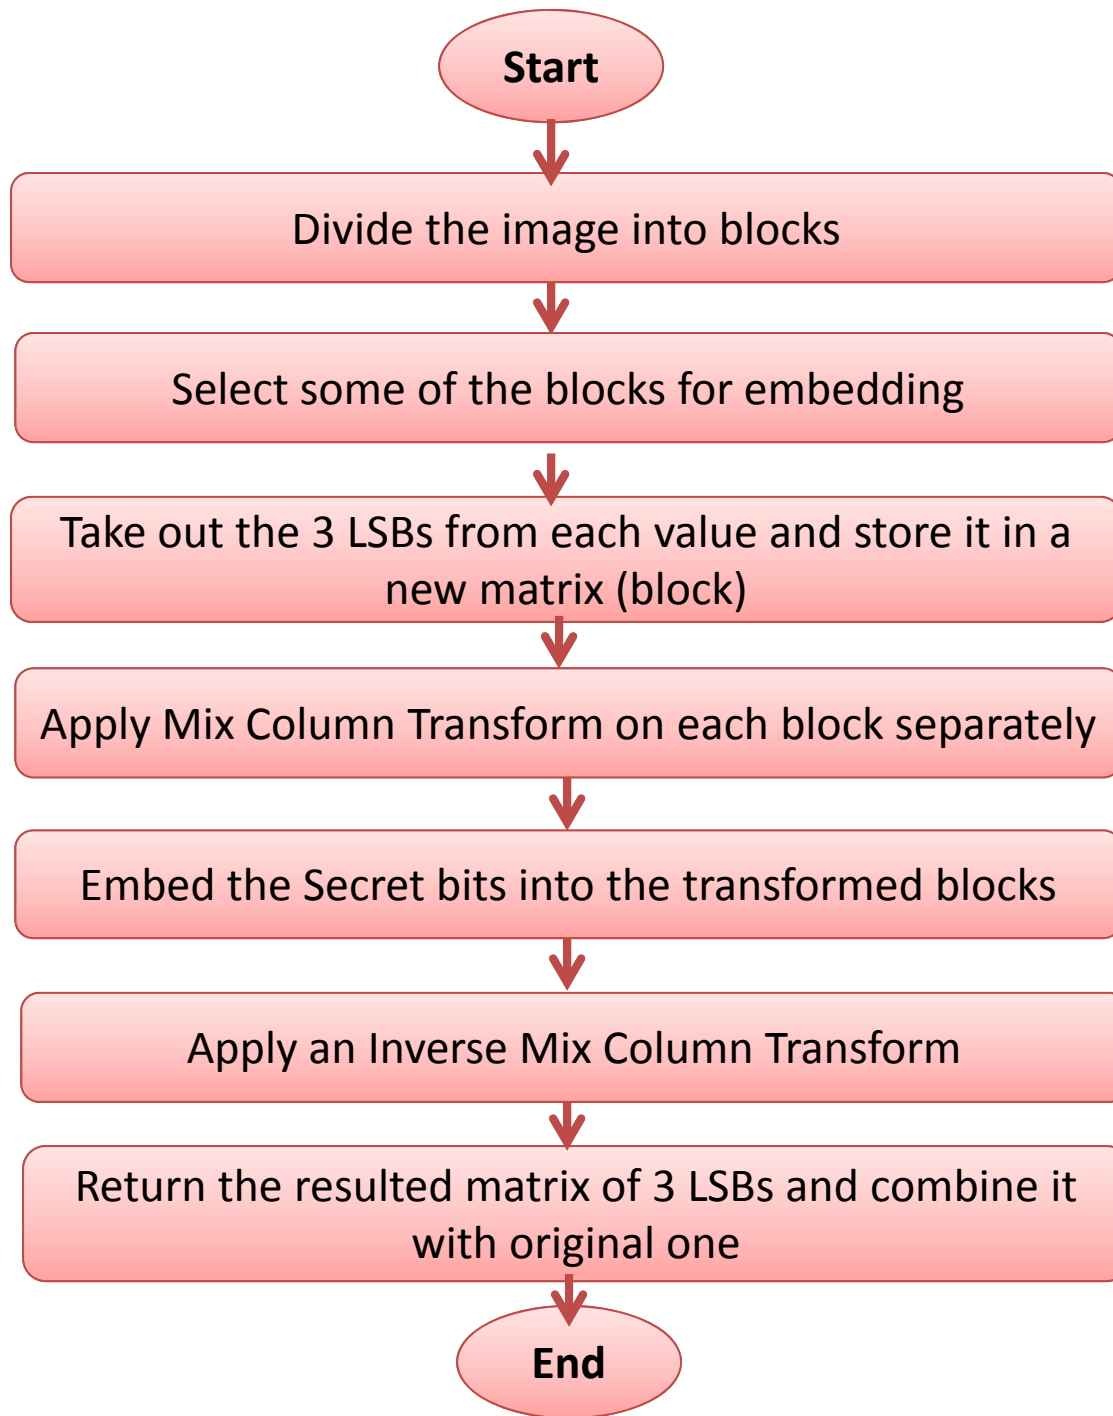 Start
Divide the image into blocks
Select some of the blocks for embedding
Take out the 3 LSBs from each value and store it in a
new matrix (block)
Apply Mix Column Transform on each block separately
Embed the Secret bits into the transformed blocks
Apply an Inverse Mix Column Transform
Return the resulted matrix of 3 LSBs and combine it
with original one
End